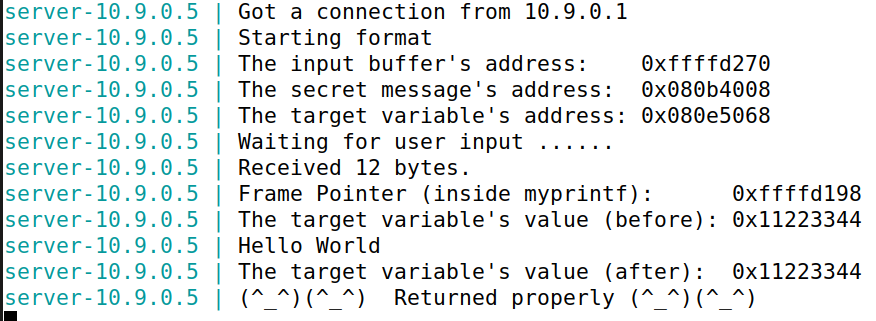 server-10.9.0.5 | Got a connection from 10.9.0.1
server-10.9.0.5 | Starting format
server-10.9.0.5 | The input buffer's address:    0xffffd270
server-10.9.0.5 | The secret message's address:  0x080b4008
server-10.9.0.5 | The target variable's address: 0x080e5068
server-10.9.0.5 | Waiting for user input ......
server-10.9.0.5 | Received 12 bytes.
server-10.9.0.5 | Frame Pointer (inside myprintf):      0xffffd198
server-10.9.0.5 | The target variable's value (before): 0x11223344
server-10.9.0.5 | Hello World
server-10.9.0.5 | The target variable's value (after):  0x11223344
server-10.9.0.5 | (^_^)(^_^)  Returned properly (^_^)(^_^)